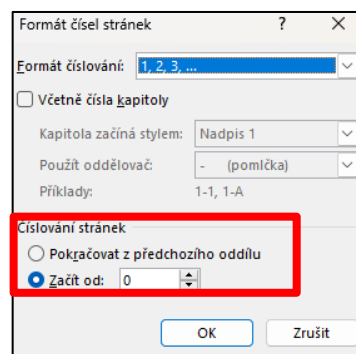 Formát čísel stránek ? ×
Formát číslování: 1, 2, 3, ...
Včetně čísla kapitoly
Kapitola začíná stylem: Nadpis 1
Použít oddělovač: - (pomlčka)
Příklady: 1-1, 1-A
Číslování stránek
Pokračovat z předchozího oddílu
Začít od: 0
OK Zrušit